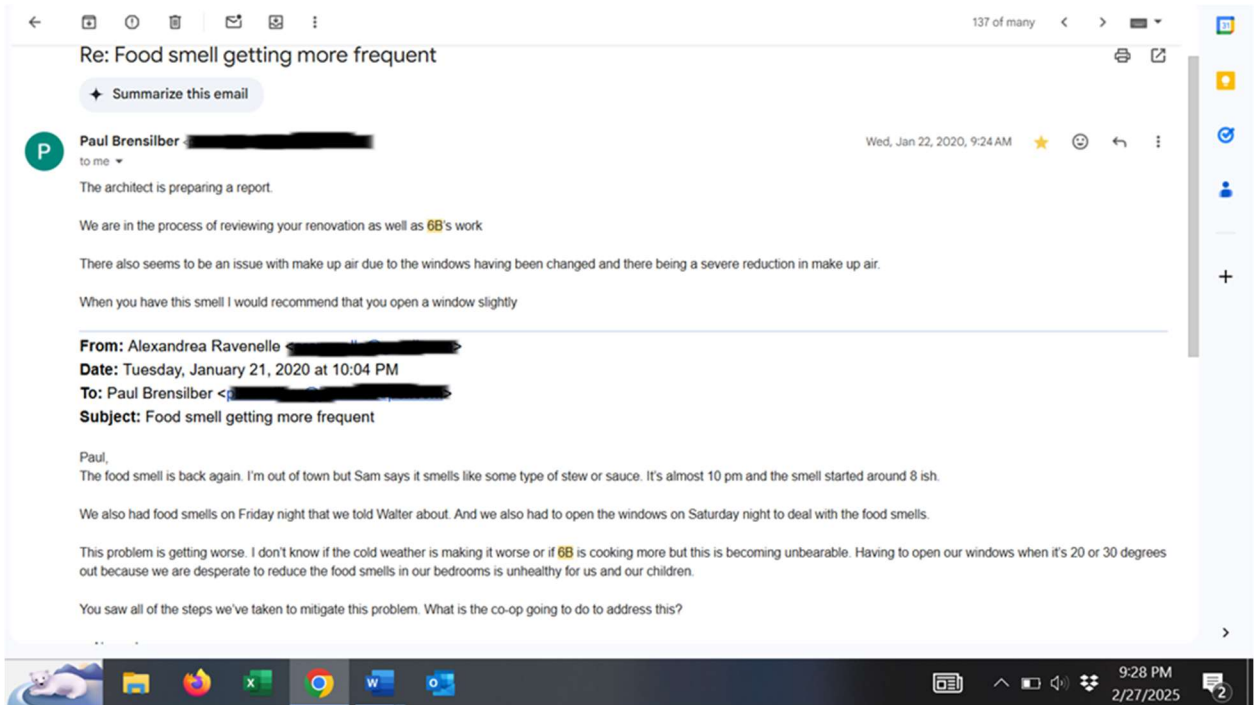 137 of many
31
Re: Food smell getting more frequent
Summarize this email
P
Paul Brensilber
Wed, Jan 22, 2020, 9:24 AM
to me
The architect is preparing a report.
We are in the process of reviewing your renovation as well as 6B's work
There also seems to be an issue with make up air due to the windows having been changed and there being a severe reduction in make up air.
When you have this smell I would recommend that you open a window slightly
From: Alexandrea Ravenelle <
Date: Tuesday, January 21, 2020 at 10:04 PM
To: Paul Brensilber <
Subject: Food smell getting more frequent
Paul,
The food smell is back again. I'm out of town but Sam says it smells like some type of stew or sauce. It's almost 10 pm and the smell started around 8 ish.
We also had food smells on Friday night that we told Walter about. And we also had to open the windows on Saturday night to deal with the food smells.
This problem is getting worse. I don't know if the cold weather is making it worse or if 6B is cooking more but this is becoming unbearable. Having to open our windows when it's 20 or 30 degrees
out because we are desperate to reduce the food smells in our bedrooms is unhealthy for us and our children.
You saw all of the steps we've taken to mitigate this problem. What is the co-op going to do to address this?
9:28 PM
2/27/2025
2